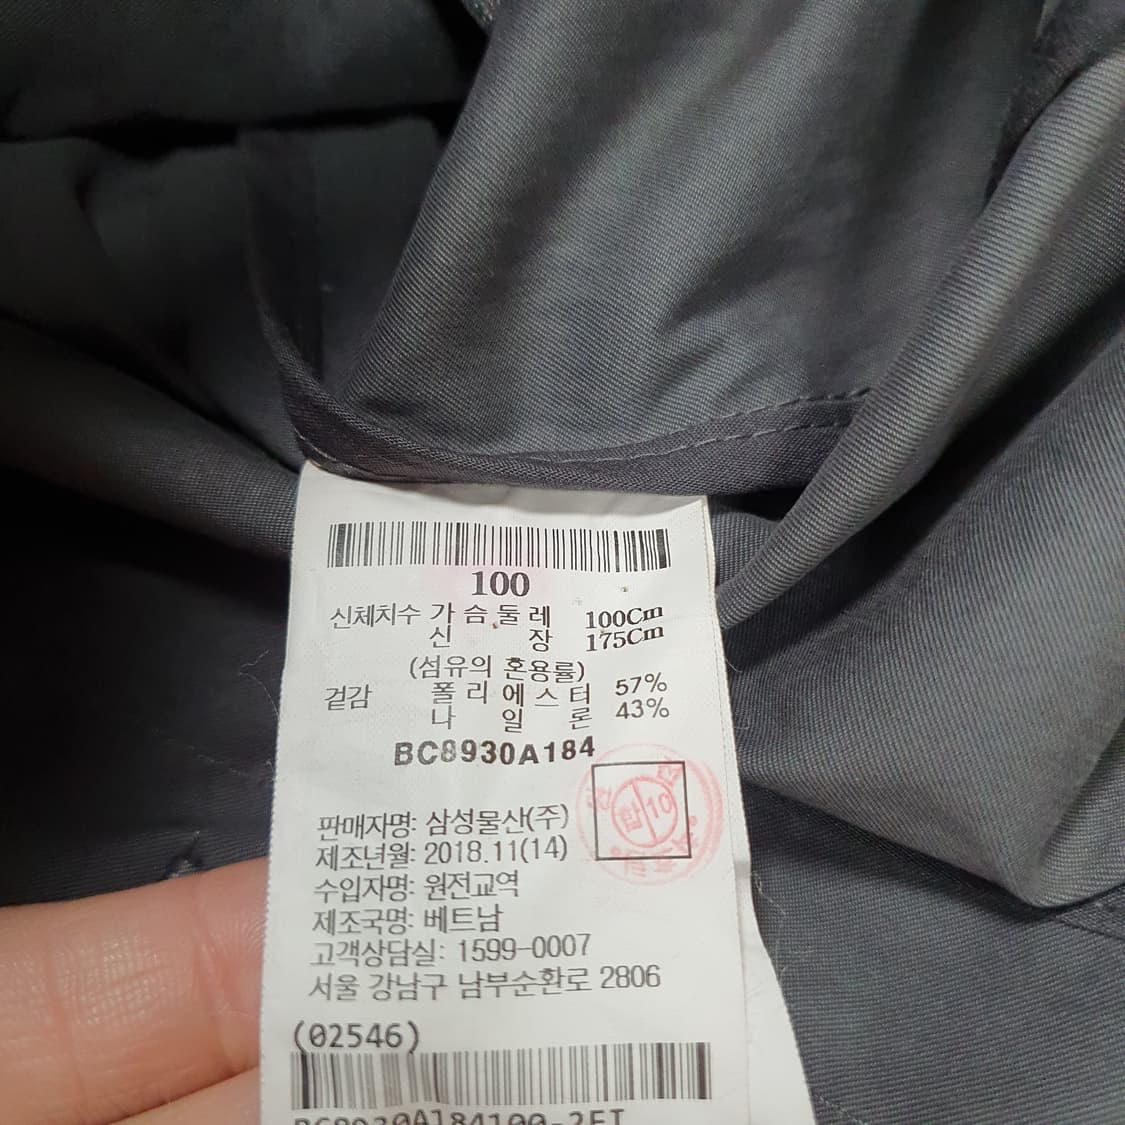 100
신체치수 가슴둘레 100Cm
신 장 175Cm
(섬유의 혼용률)
겉감 폴리에스터 57%
나 일 론 43%
BC8930A184
합 10
판매자명: 삼성물산(주)
제조년월: 2018.11(14)
수입자명: 원전교역
제조국명: 베트남
고객상담실: 1599-0007
서울 강남구 남부순환로 2806
(02546)
BC8930A184100-2FI